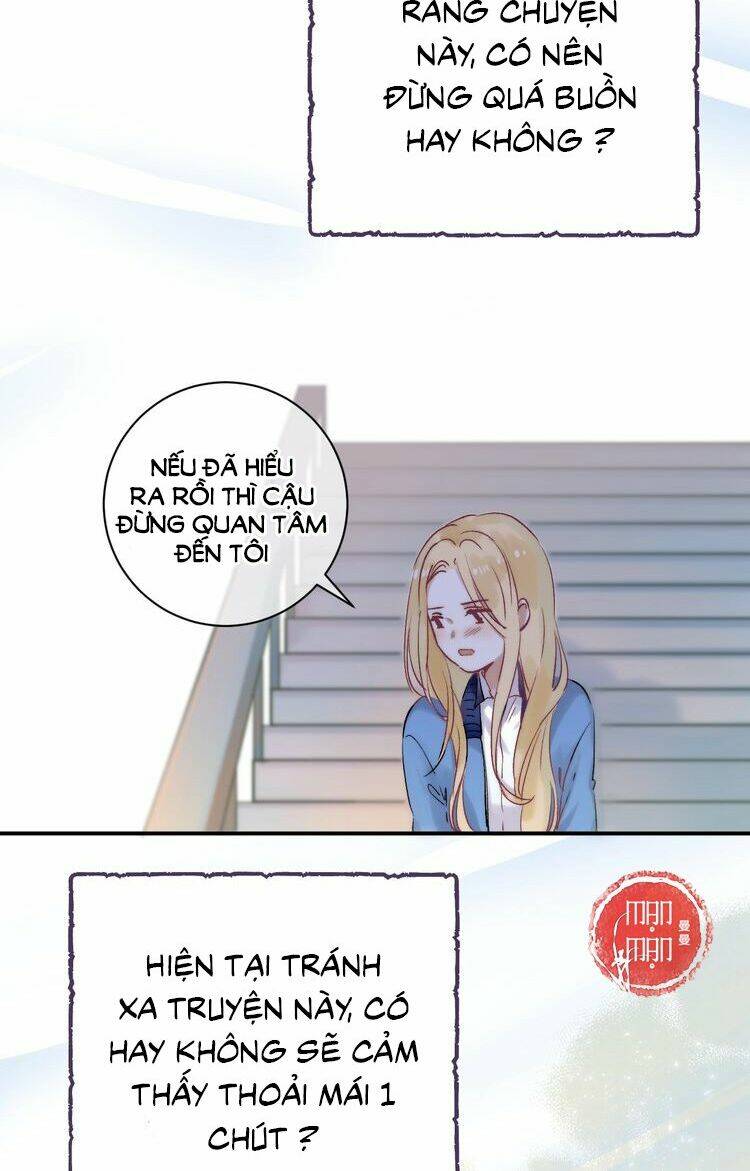 RẰNG CHUYỆN
NÀY, CÓ NÊN
ĐỪNG QUÁ BUỒN
HAY KHÔNG ?
NẾU ĐÃ HIỂU
RA RỒI THÌ CẬU
ĐỪNG QUAN TÂM
ĐẾN TÔI
MẠN
MẠN
曼曼
HIỆN TẠI TRÁNH
XA TRUYỆN NÀY, CÓ
HAY KHÔNG SẼ CẢM
THẤY THOẢI MÁI 1
CHÚT ?